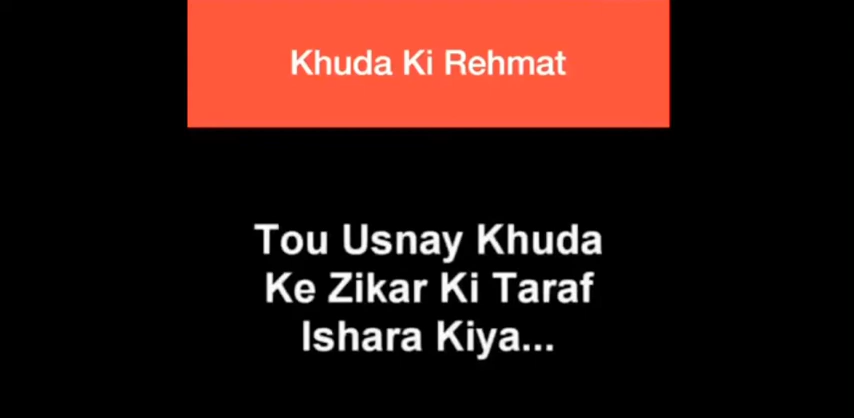 Khuda Ki Rehmat
Tou Usnay Khuda
Ke Zikar Ki Taraf
Ishara Kiya...